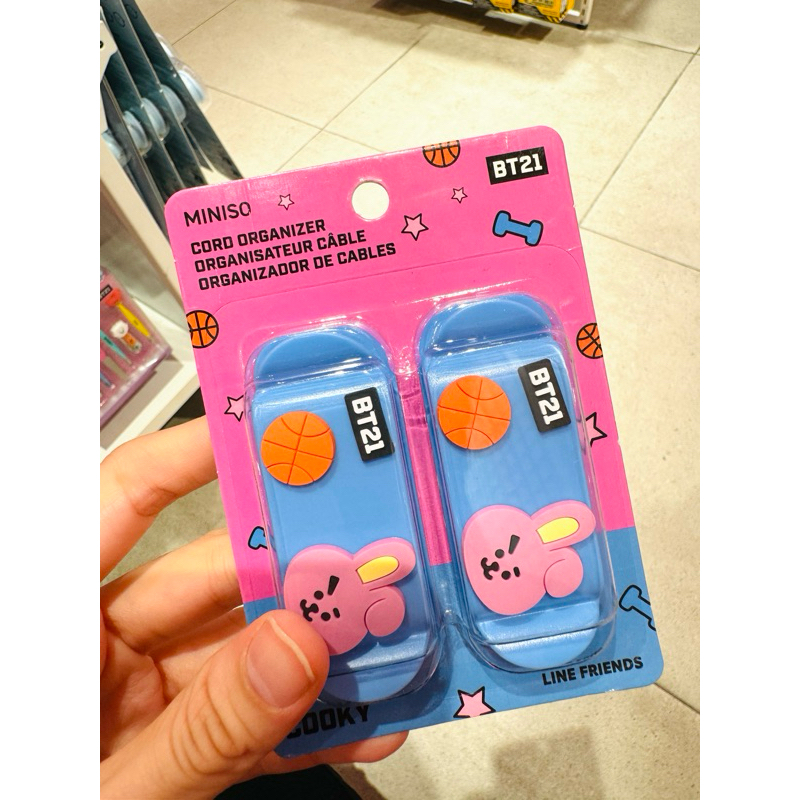 MINISO
BT21
CORD ORGANIZER
ORGANISATEUR CÂBLE
ORGANIZADOR DE CABLES
BT21
BT21
LINE FRIENDS
COOKY